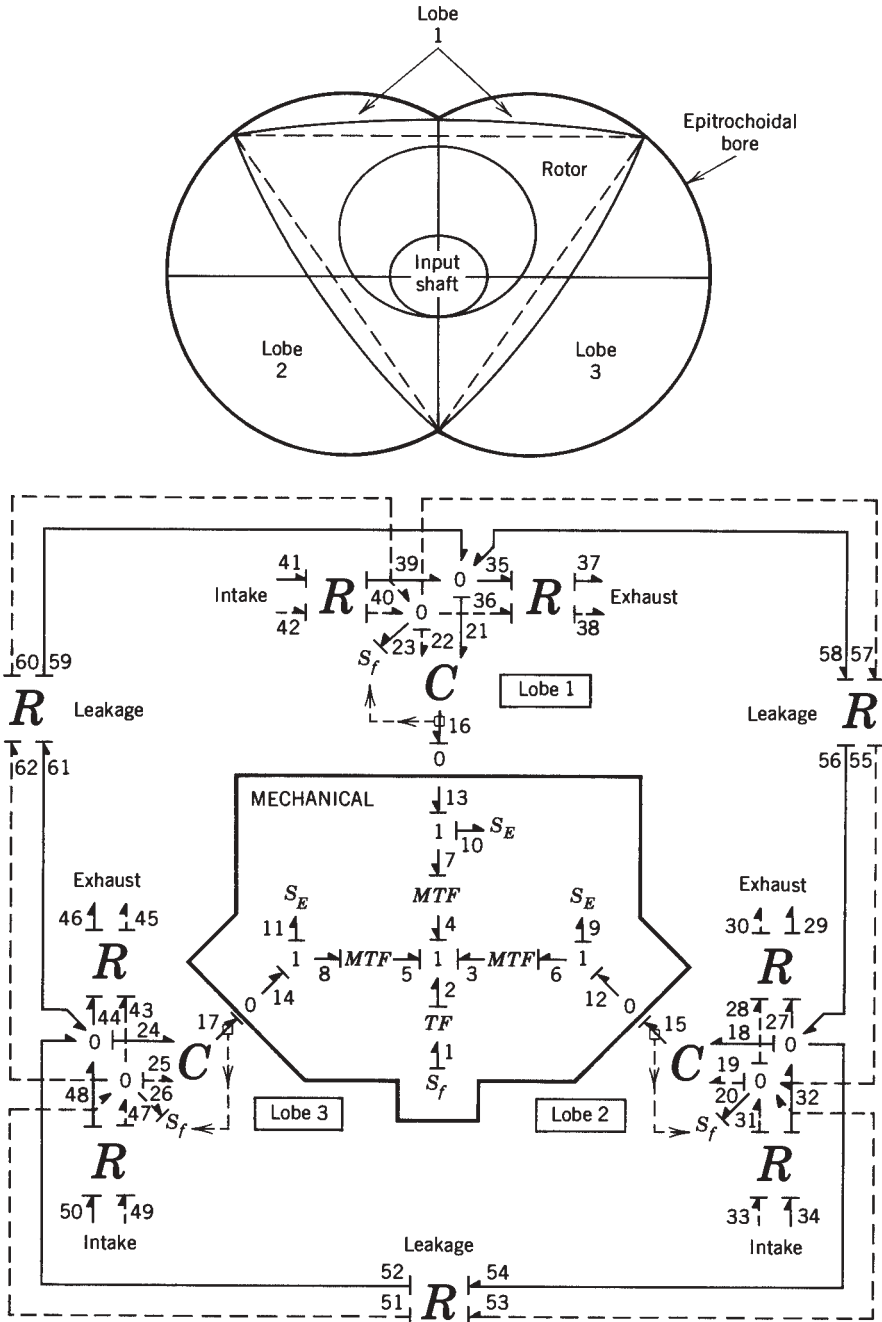 Lobe
1
Epitrochoidal
bore
Rotor
Input
shaft
Lobe
2
Lobe
3
41 39 35 37
Intake R 0 R Exhaust
42 40 0 36 38
23 22 21
S_f
C Lobe 1
60 59 58 57
R Leakage Leakage R
16
0
62 61 56 55
MECHANICAL 13
1 S_E
10
7
Exhaust S_E MTF S_E Exhaust
46 45 11 4 9 30 29
R 1 8 MTF 5 1 3 MTF 6 1 R
14 2 12
44 43 0 TF 0 28 27
0 24 17 15 18 0
C 1 C
0 25 S_f 19 0
48 26 20 32
47 S_f Lobe 3 Lobe 2 S_f 31
R R
50 49 33 34
Intake Intake
Leakage
52 54
R
51 53